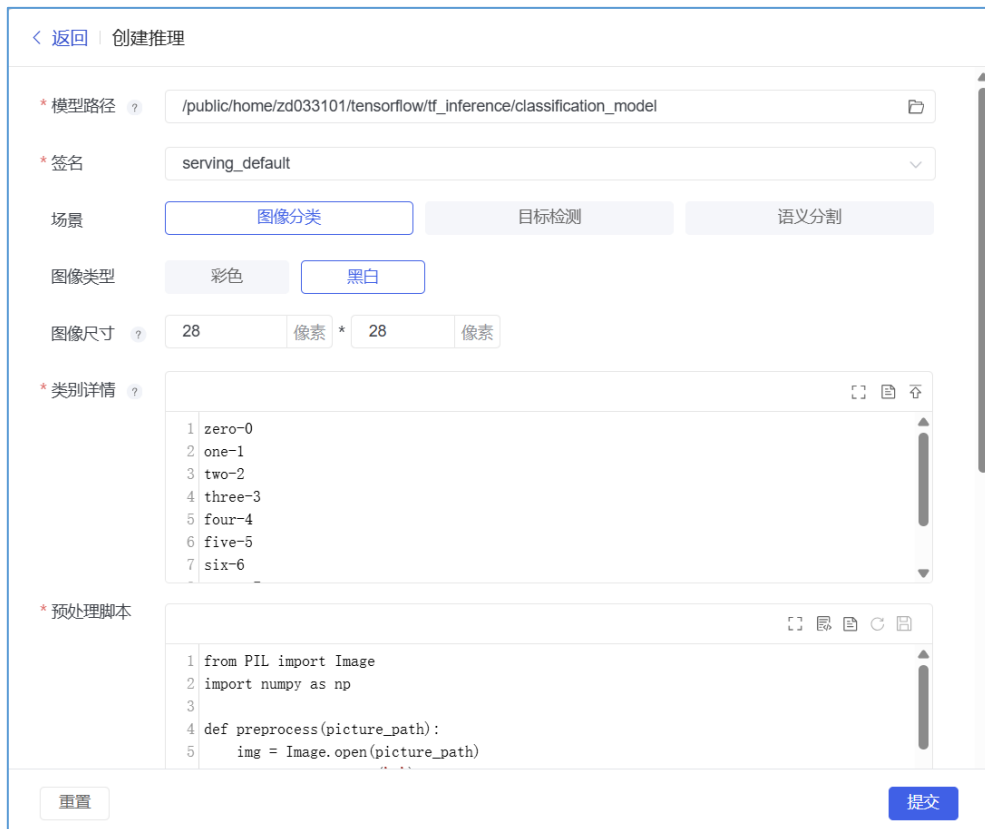 返回 创建推理
* 模型路径 ? /public/home/zd033101/tensorflow/tf_inference/classification_model
* 签名 serving_default
场景 图像分类 目标检测 语义分割
图像类型 彩色 黑白
图像尺寸 ? 28 像素 * 28 像素
* 类别详情 ?
1 zero-0
2 one-1
3 two-2
4 three-3
5 four-4
6 five-5
7 six-6
* 预处理脚本
1 from PIL import Image
2 import numpy as np
3
4 def preprocess(picture_path):
5 img = Image.open(picture_path)
重置 提交